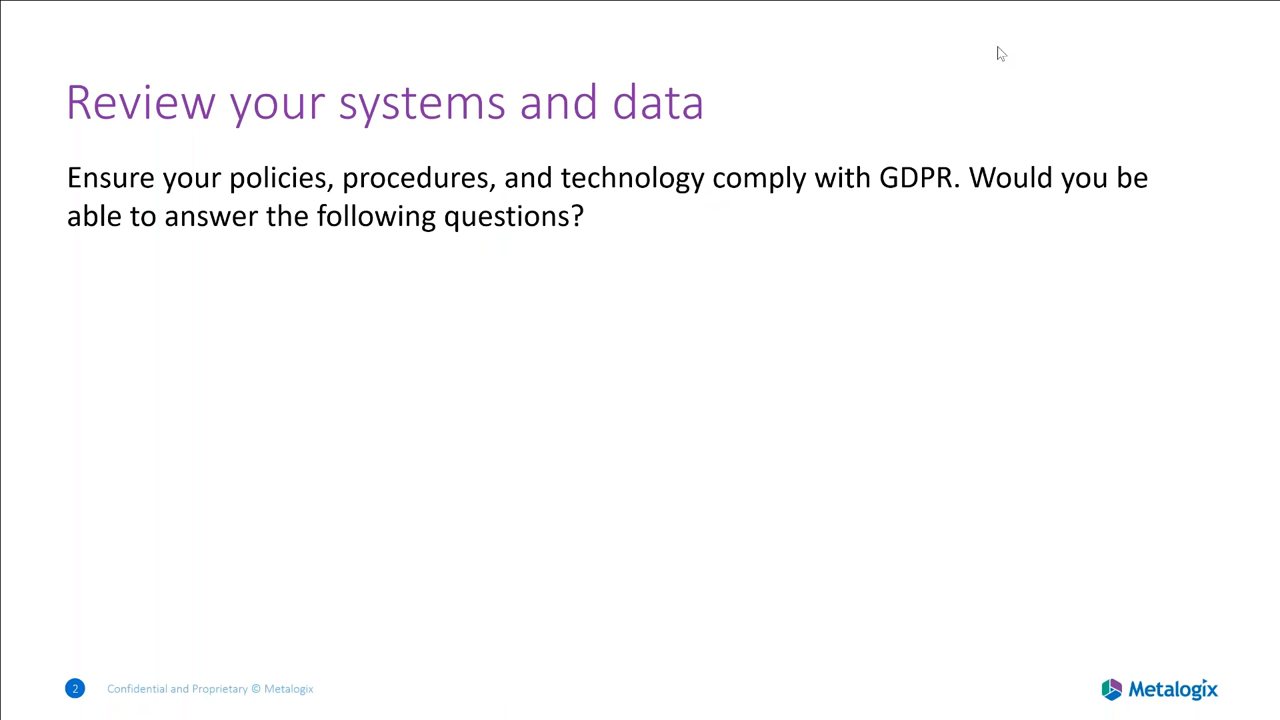 Review your systems and data
Ensure your policies, procedures, and technology comply with GDPR. Would you be
able to answer the following questions?
2 Confidential and Proprietary © Metalogix
Metalogix